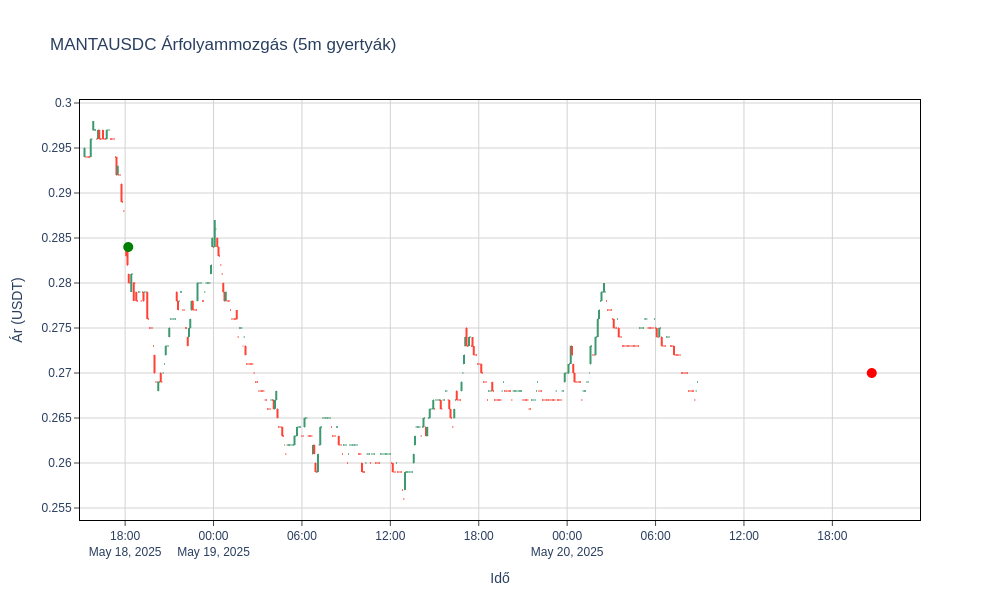 MANTAUSDC Árfolyammozgás (5m gyertyák)
0.3
0.295
0.29
0.285
0.28
0.275
0.27
0.265
0.26
0.255
Ár (USDT)
18:00 00:00 06:00 12:00 18:00 00:00 06:00 12:00 18:00
May 18, 2025 May 19, 2025 May 20, 2025
Idő